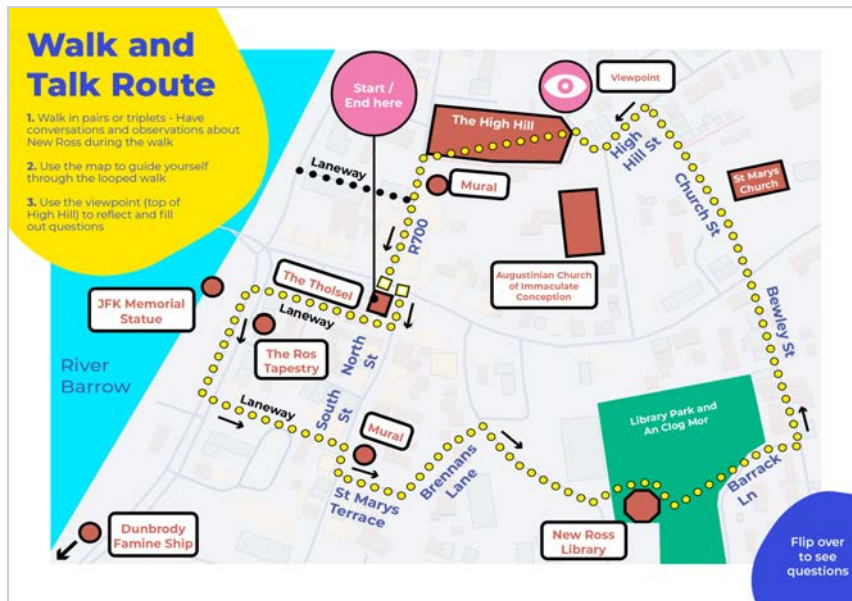 Walk and
Talk Route
1. Walk in pairs or triplets - Have
conversations and observations about
New Ross during the walk
2. Use the map to guide yourself
through the looped walk
3. Use the viewpoint (top of
High Hill) to reflect and fill
out questions
Start /
End here
Viewpoint
The High Hill
High
Hill St
Laneway
Mural
St Marys
Church
Church St
R700
Augustinian Church
of Immaculate
Conception
The Tholsel
JFK Memorial
Statue
Laneway
Bewley St
The Ros
Tapestry
North St
River
Barrow
Laneway
South St
Mural
Library Park and
An Clog Mor
Brennans
Lane
Barrack
Ln
St Marys
Terrace
Dunbrody
Famine Ship
New Ross
Library
Flip over
to see
questions